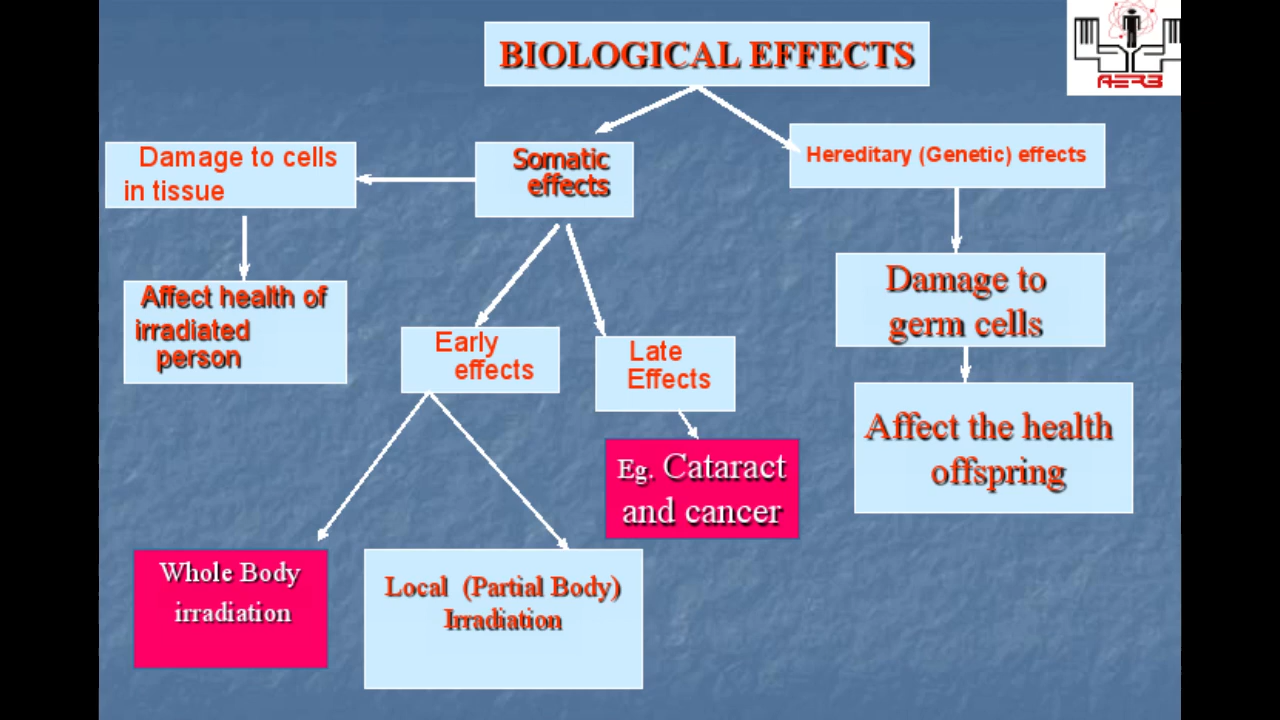 BIOLOGICAL EFFECTS
AERB
Damage to cells
in tissue
Somatic
effects
Hereditary (Genetic) effects
Affect health of
irradiated
person
Early
effects
Late
Effects
Damage to
germ cells
Eg. Cataract
and cancer
Affect the health
offspring
Whole Body
irradiation
Local (Partial Body)
Irradiation